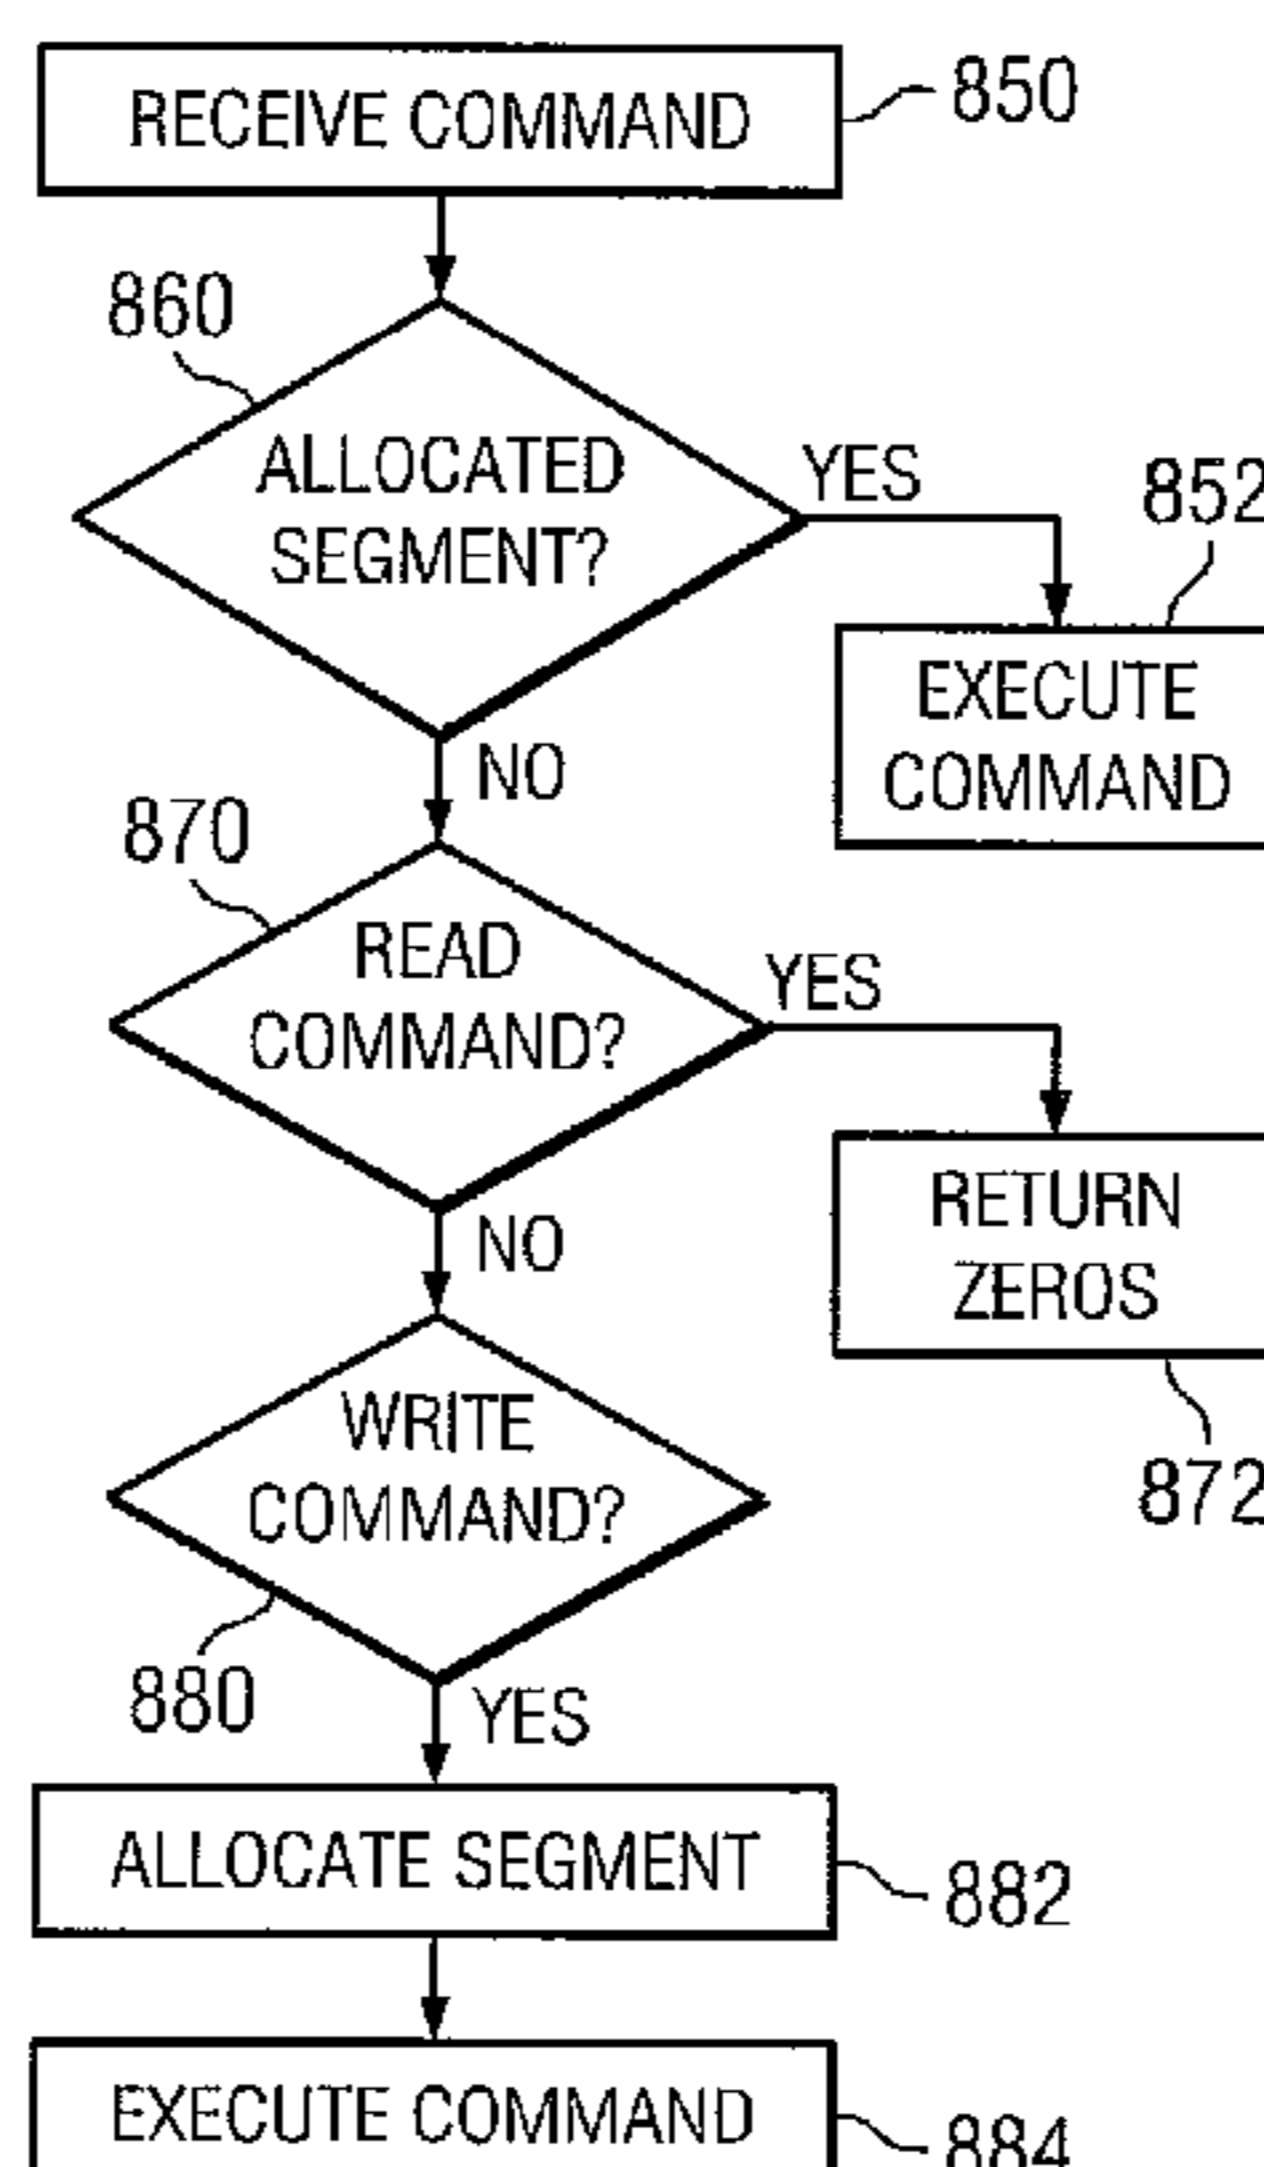 RECEIVE COMMAND
850
860
ALLOCATED
SEGMENT?
YES
852
EXECUTE
COMMAND
NO
870
READ
COMMAND?
YES
RETURN
ZEROS
872
NO
WRITE
COMMAND?
880
YES
ALLOCATE SEGMENT
882
EXECUTE COMMAND
884